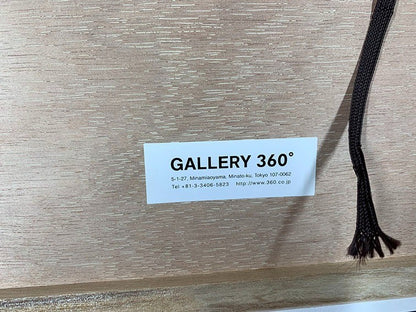 GALLERY 360°
5-1-27, Minamiaoyama, Minato-ku, Tokyo 107-0062
Tel +81-3-3406-5823 http://www.360.co.jp